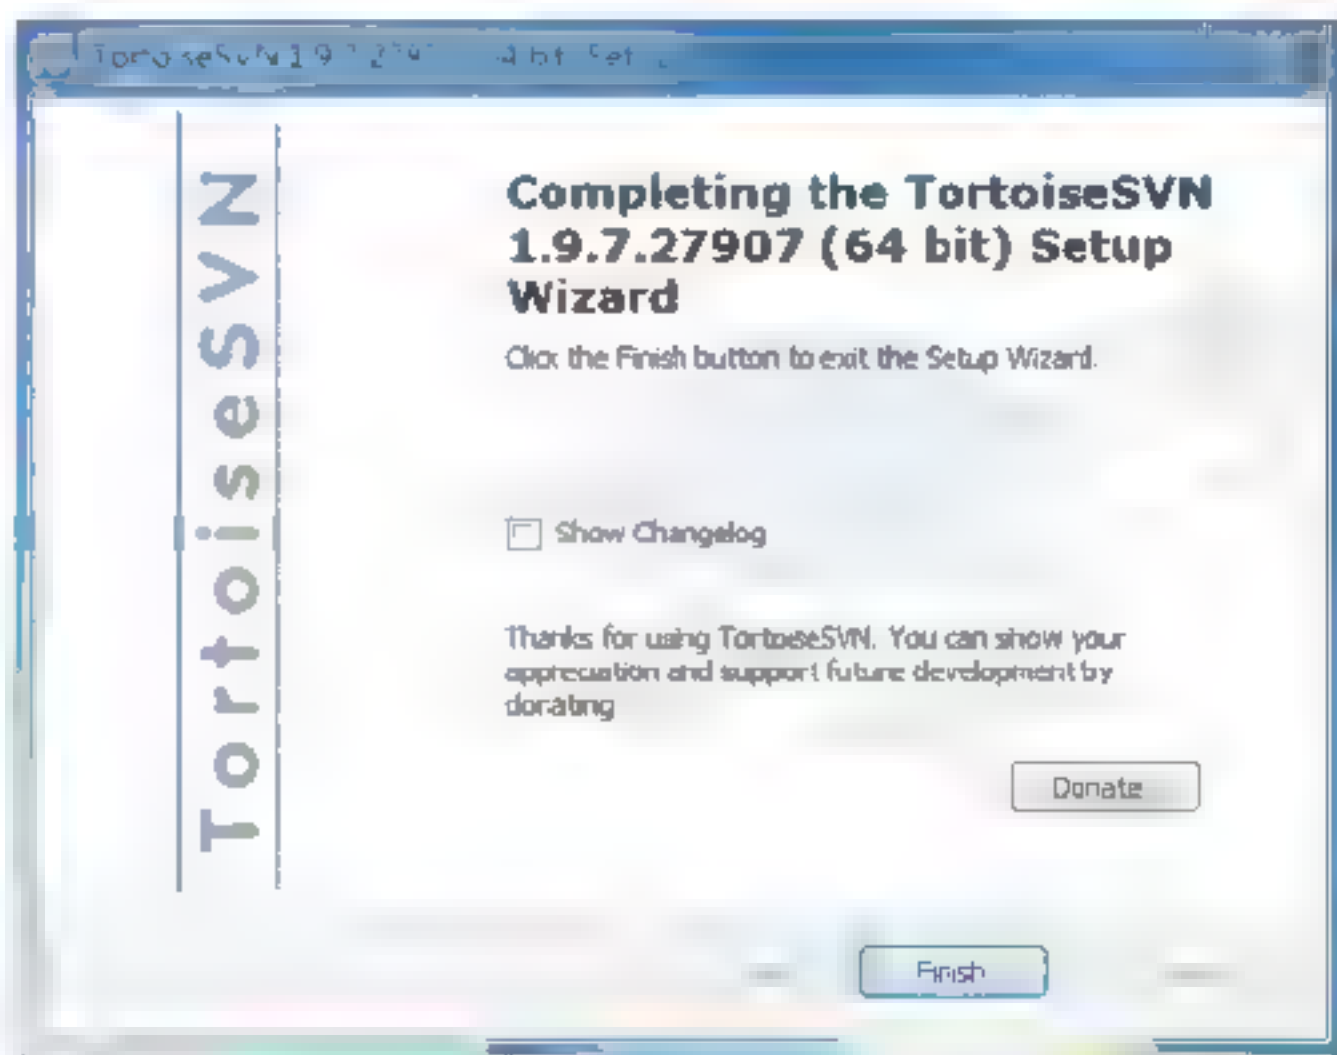 TortoiseSVN
Completing the TortoiseSVN
1.9.7.27907 (64 bit) Setup
Wizard
Click the Finish button to exit the Setup Wizard.
Show Changelog
Thanks for using TortoiseSVN. You can show your
appreciation and support future development by
donating
Donate
Finish